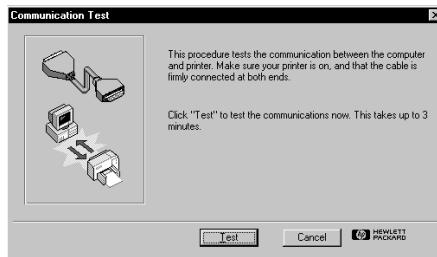 Communication Test
This procedure tests the communication between the computer
and printer. Make sure your printer is on, and that the cable is
firmly connected at both ends.
Click "Test" to test the communications now. This takes up to 3
minutes.
Test
Cancel
hp HEWLETT
PACKARD